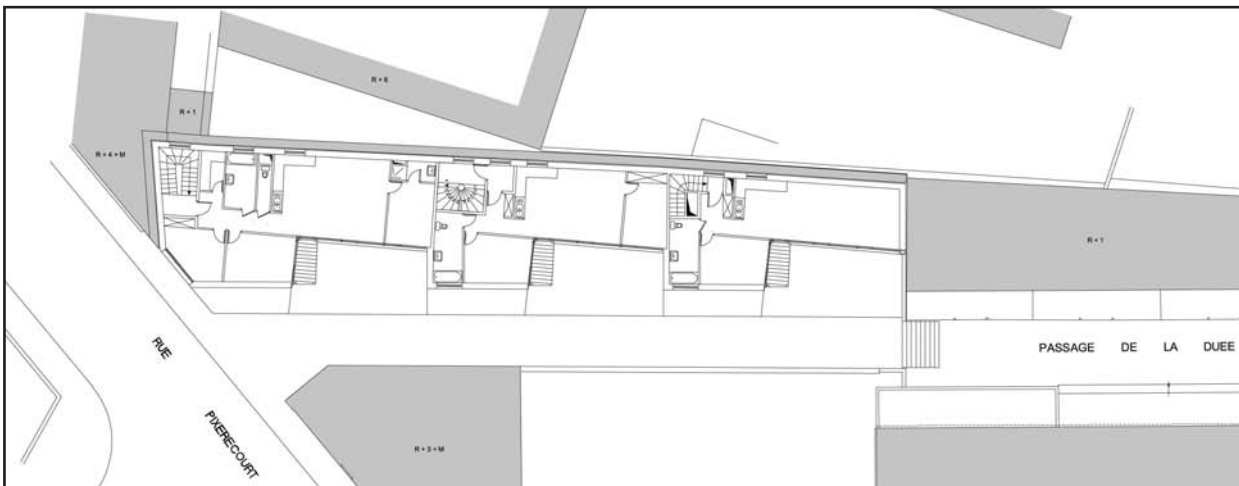 R + 6
R + 1
R + 4 + M
R + 1
RUE
PIXERECOURT
PASSAGE DE LA DUEE
R + 3 + M